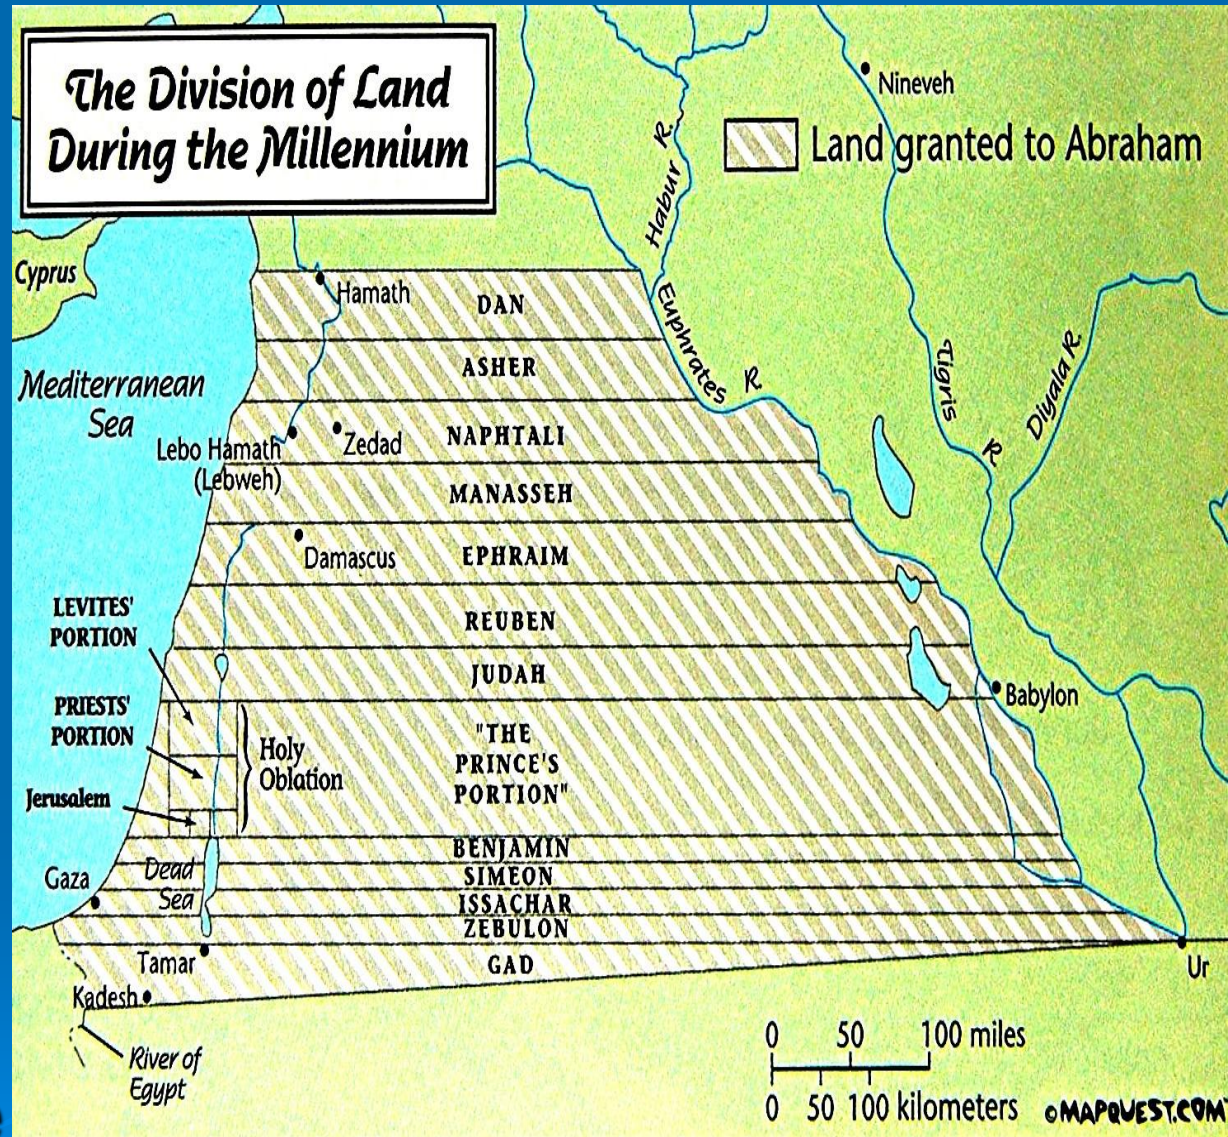 The Division of Land
During the Millennium
Nineveh
Land granted to Abraham
Habur R.
Cyprus
Hamath
DAN
Euphrates R
ASHER
Tigris R
Diyala R.
Mediterranean
Sea
Lebo Hamath
(Lebweh)
Zedad
NAPHTALI
MANASSEH
Damascus
EPHRAIM
LEVITES'
PORTION
REUBEN
JUDAH
Babylon
PRIESTS'
PORTION
Holy
Oblation
"THE
PRINCE'S
PORTION"
Jerusalem
BENJAMIN
Gaza
Dead
Sea
SIMEON
ISSACHAR
ZEBULON
Tamar
GAD
Ur
Kadesh
River of
Egypt
0 50 100 miles
0 50 100 kilometers
©MAPQUEST.COM